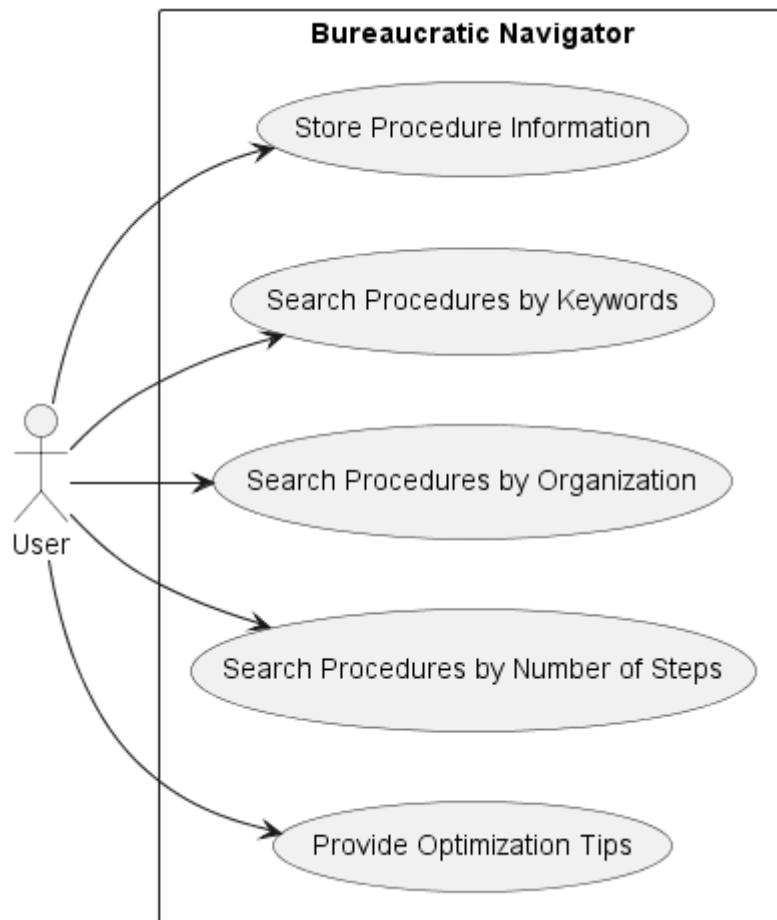 Bureaucratic Navigator
Store Procedure Information
Search Procedures by Keywords
Search Procedures by Organization
User
Search Procedures by Number of Steps
Provide Optimization Tips